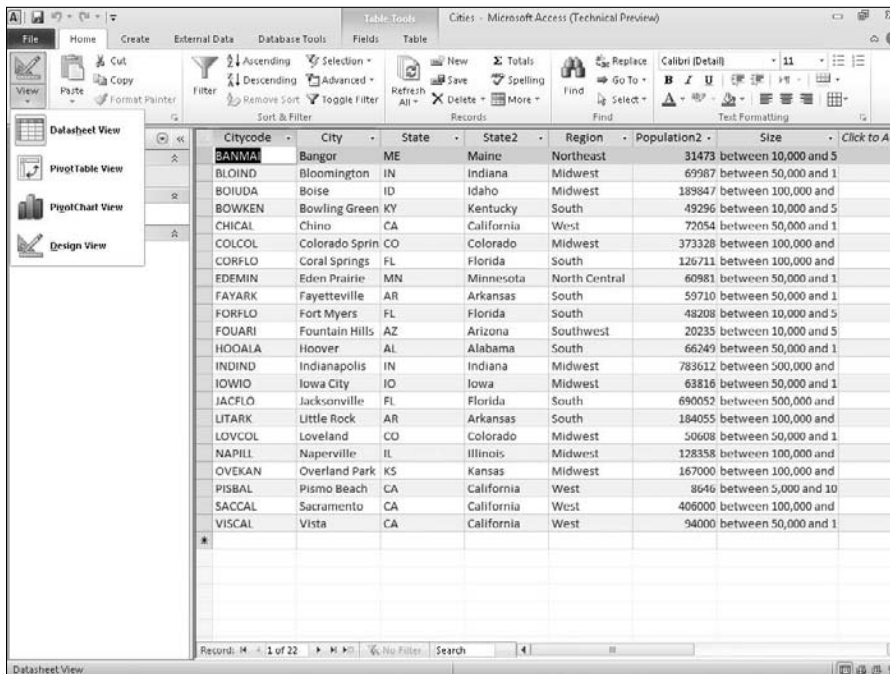 Table Tools
Cities - Microsoft Access (Technical Preview)
File Home Create External Data Database Tools Fields Table
View
Paste
Cut
Copy
Format Painter
Filter
Ascending
Descending
Remove Sort
Selection
Advanced
Toggle Filter
Sort & Filter
Refresh All
New
Save
Delete
Totals
Spelling
More
Records
Find
Replace
Go To
Select
Find
Calibri (Detail) 11
B I U
A
Text Formatting
Datasheet View
PivotTable View
PivotChart View
Design View
Citycode City State State2 Region Population2 Size Click to A
BANMAI Bangor ME Maine Northeast 31473 between 10,000 and 5
BLOIND Bloomington IN Indiana Midwest 69987 between 50,000 and 1
BOIUDA Boise ID Idaho Midwest 189847 between 100,000 and
BOWKEN Bowling Green KY Kentucky South 49296 between 10,000 and 5
CHICAL Chino CA California West 72054 between 50,000 and 1
COLCOL Colorado Sprin CO Colorado Midwest 373328 between 100,000 and
CORFLO Coral Springs FL Florida South 126711 between 100,000 and
EDEMIN Eden Prairie MN Minnesota North Central 60981 between 50,000 and 1
FAYARK Fayetteville AR Arkansas South 59710 between 50,000 and 1
FORFLO Fort Myers FL Florida South 48208 between 10,000 and 5
FOUARI Fountain Hills AZ Arizona Southwest 20235 between 10,000 and 5
HOOALA Hoover AL Alabama South 66249 between 50,000 and 1
INDIND Indianapolis IN Indiana Midwest 783612 between 500,000 and
IOWIO Iowa City IO Iowa Midwest 63816 between 50,000 and 1
JACFLO Jacksonville FL Florida South 690052 between 500,000 and
LITARK Little Rock AR Arkansas South 184055 between 100,000 and
LOVCOL Loveland CO Colorado Midwest 50608 between 50,000 and 1
NAPILL Naperville IL Illinois Midwest 128358 between 100,000 and
OVEKAN Overland Park KS Kansas Midwest 167000 between 100,000 and
PISBAL Pismo Beach CA California West 8646 between 5,000 and 10
SACCAL Sacramento CA California West 406000 between 100,000 and
VISCAL Vista CA California West 94000 between 50,000 and 1
Record: 1 of 22 No Filter Search
Datasheet View